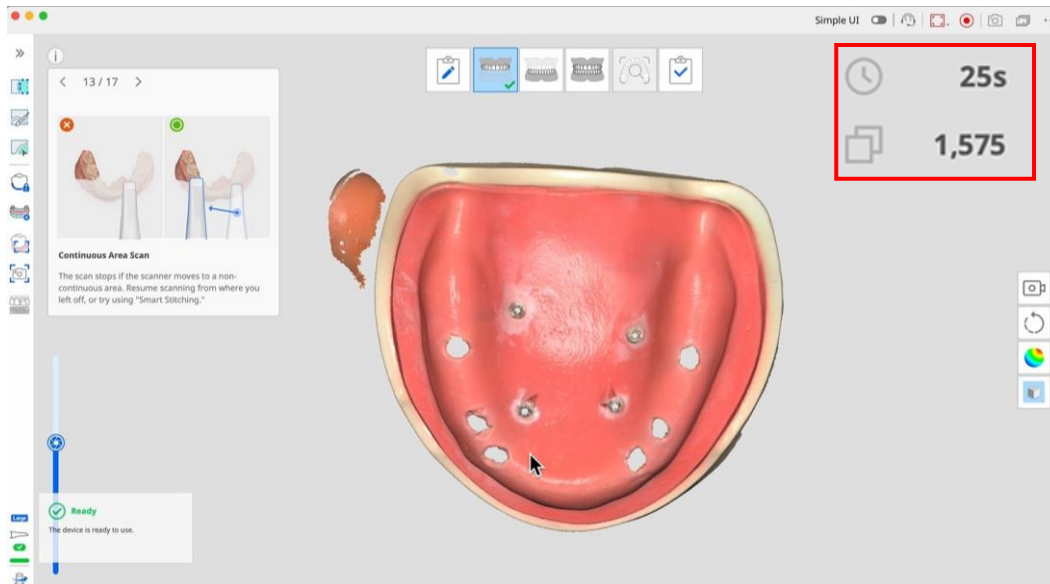 Simple UI
13 / 17
25s
1,575
Continuous Area Scan
The scan stops if the scanner moves to a non-
continuous area. Resume scanning from where you
left off, or try using "Smart Stitching."
Ready
The device is ready to use.
Large